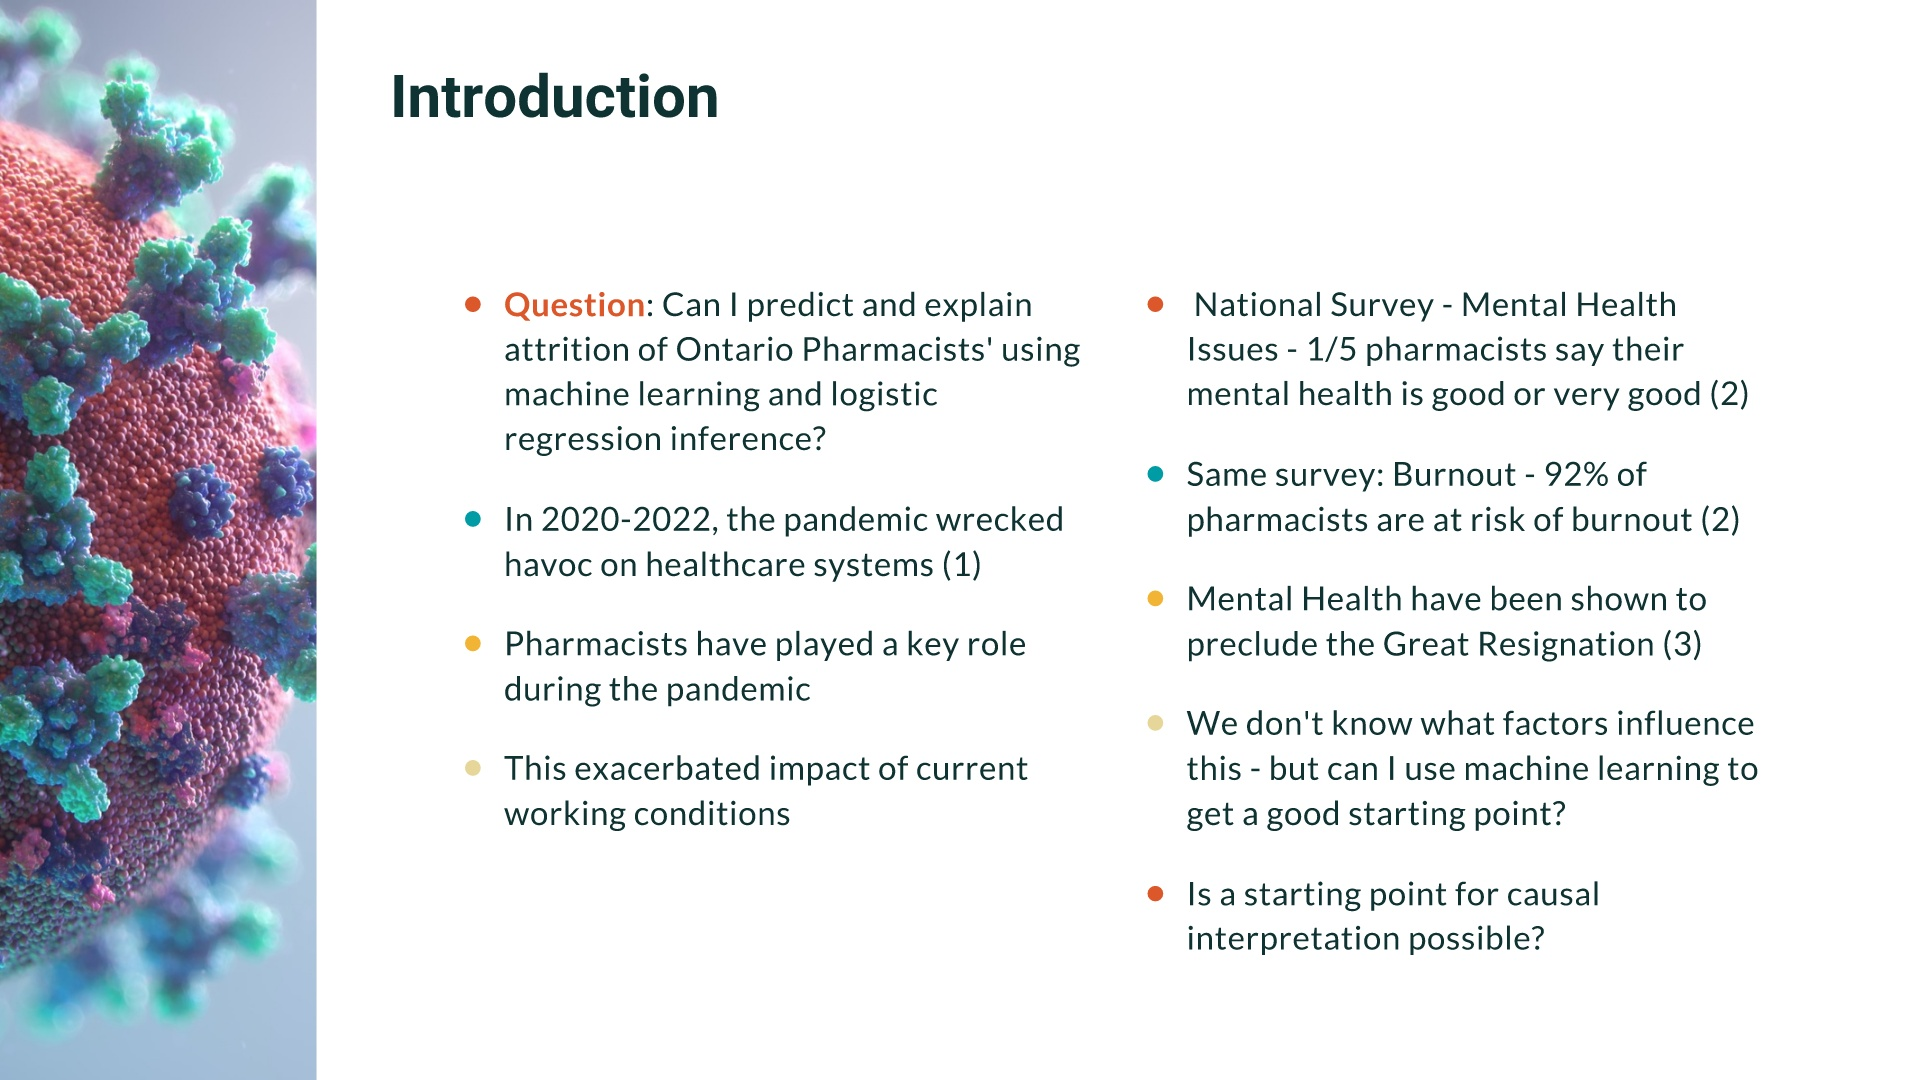 Introduction
Question: Can I predict and explain
attrition of Ontario Pharmacists' using
machine learning and logistic
regression inference?
In 2020-2022, the pandemic wrecked
havoc on healthcare systems (1)
Pharmacists have played a key role
during the pandemic
This exacerbated impact of current
working conditions
National Survey - Mental Health
Issues - 1/5 pharmacists say their
mental health is good or very good (2)
Same survey: Burnout - 92% of
pharmacists are at risk of burnout (2)
Mental Health have been shown to
preclude the Great Resignation (3)
We don't know what factors influence
this - but can I use machine learning to
get a good starting point?
Is a starting point for causal
interpretation possible?